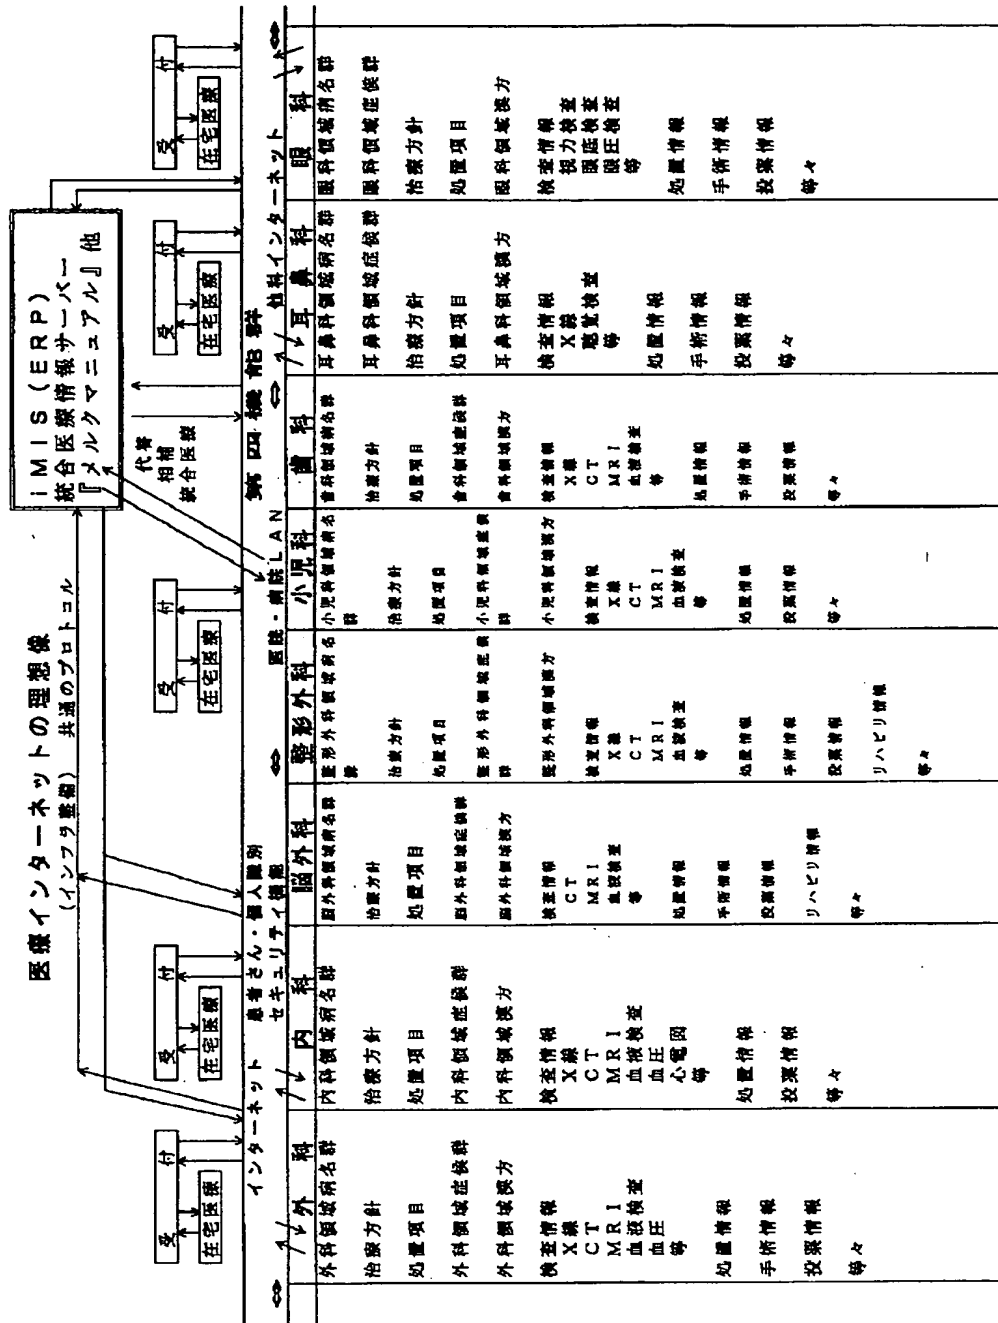 医療インターネットの理想像
(インフラ整備) 共通のプロトコル
iMIS(ERP)
統合医療情報サーバー
『メルクマニュアル』他
代替
相補
統合医療
受 付
在宅医療
受 付
在宅医療
受 付
在宅医療
受 付
在宅医療
受 付
在宅医療
インターネット
患者さん・個人識別
セキュリティ機能
医院・病院LAN
第四機能群
他科インターネット
外 科
外科領域病名群
治療方針
処置項目
外科領域症候群
外科領域漢方
検査情報
X線
CT
MRI
血液検査
血圧
等
処置情報
手術情報
投薬情報
等々
内 科
内科領域病名群
治療方針
処置項目
内科領域症候群
内科領域漢方
検査情報
X線
CT
MRI
血液検査
血圧
心電図
等
処置情報
投薬情報
等々
脳外科
脳外科領域病名群
治療方針
処置項目
脳外科領域症候群
脳外科領域漢方
検査情報
CT
MRI
血液検査
等
処置情報
手術情報
投薬情報
リハビリ情報
等々
整形外科
整形外科領域病名
群
治療方針
処置項目
整形外科領域症候
群
整形外科領域漢方
検査情報
X線
CT
MRI
血液検査
等
処置情報
手術情報
投薬情報
リハビリ情報
等々
小児科
小児科領域病名
群
治療方針
処置項目
小児科領域症候
群
小児科領域漢方
検査情報
X線
CT
MRI
血液検査
等
処置情報
投薬情報
等々
歯 科
歯科領域病名群
治療方針
処置項目
歯科領域症候群
歯科領域漢方
検査情報
X線
CT
MRI
血液検査
等
処置情報
手術情報
投薬情報
等々
耳 鼻 科
耳鼻科領域病名群
耳鼻科領域症候群
治療方針
処置項目
耳鼻科領域漢方
検査情報
X線
聴覚検査
等
処置情報
手術情報
投薬情報
等々
眼 科
眼科領域病名群
眼科領域症候群
治療方針
処置項目
眼科領域漢方
検査情報
視力検査
眼底検査
眼圧検査
等
処置情報
手術情報
投薬情報
等々